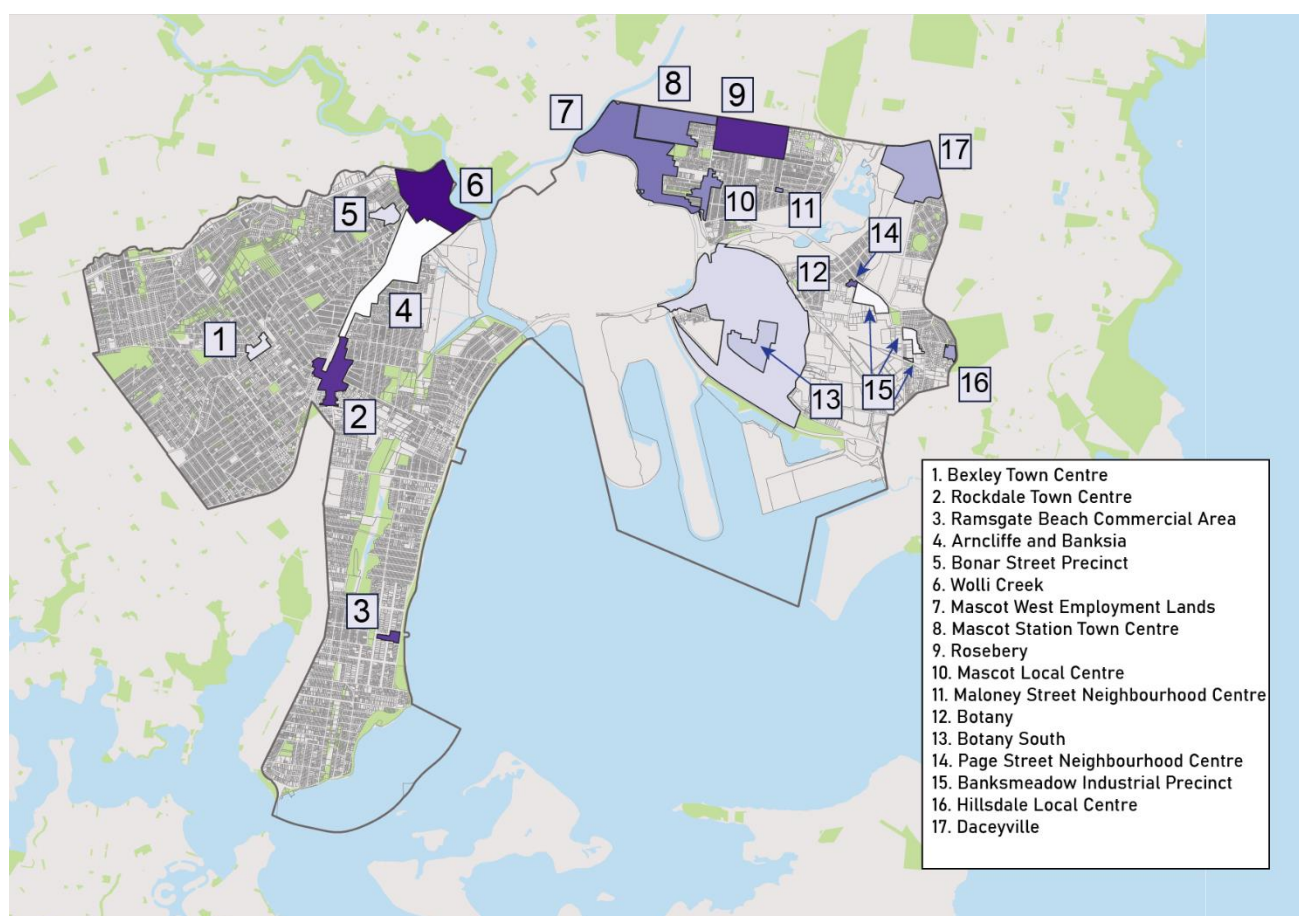 8
9
7
17
6
5
10
11
14
12
4
1
15
16
13
2
3
1. Bexley Town Centre
2. Rockdale Town Centre
3. Ramsgate Beach Commercial Area
4. Arncliffe and Banksia
5. Bonar Street Precinct
6. Wolli Creek
7. Mascot West Employment Lands
8. Mascot Station Town Centre
9. Rosebery
10. Mascot Local Centre
11. Maloney Street Neighbourhood Centre
12. Botany
13. Botany South
14. Page Street Neighbourhood Centre
15. Banksmeadow Industrial Precinct
16. Hillsdale Local Centre
17. Daceyville